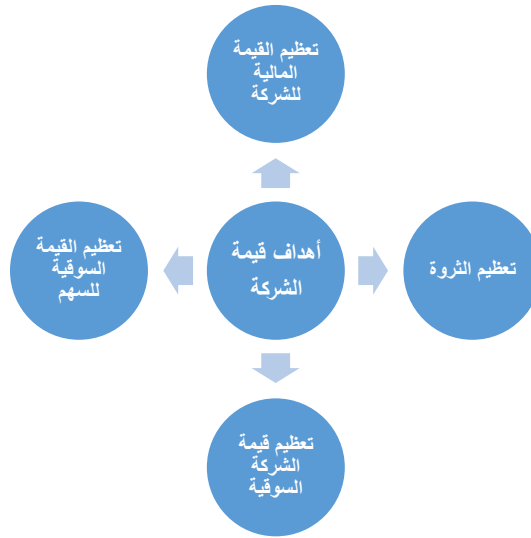 تعظيم القيمة
المالية
للشركة
أهداف قيمة
الشركة
تعظيم الثروة
تعظيم القيمة
السوقية
للسهم
تعظيم قيمة
الشركة
السوقية